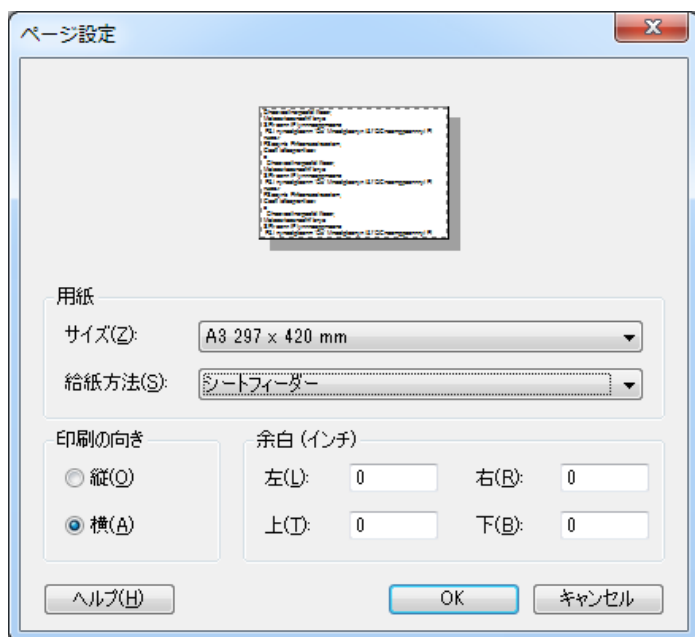 ページ設定
用紙
サイズ(Z): A3 297 x 420 mm
給紙方法(S): シートフィーダー
印刷の向き
縦(O)
横(A)
余白 (インチ)
左(L): 0 右(R): 0
上(T): 0 下(B): 0
ヘルプ(H) OK キャンセル